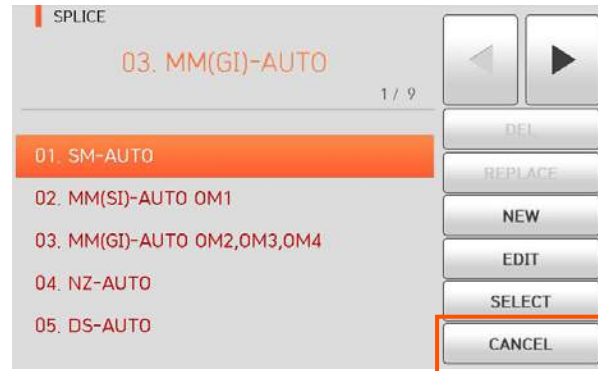 SPLICE
03. MM(GI)-AUTO
1 / 9
01. SM-AUTO
02. MM(SI)-AUTO OM1
03. MM(GI)-AUTO OM2,OM3,OM4
04. NZ-AUTO
05. DS-AUTO
DEL
REPLACE
NEW
EDIT
SELECT
CANCEL